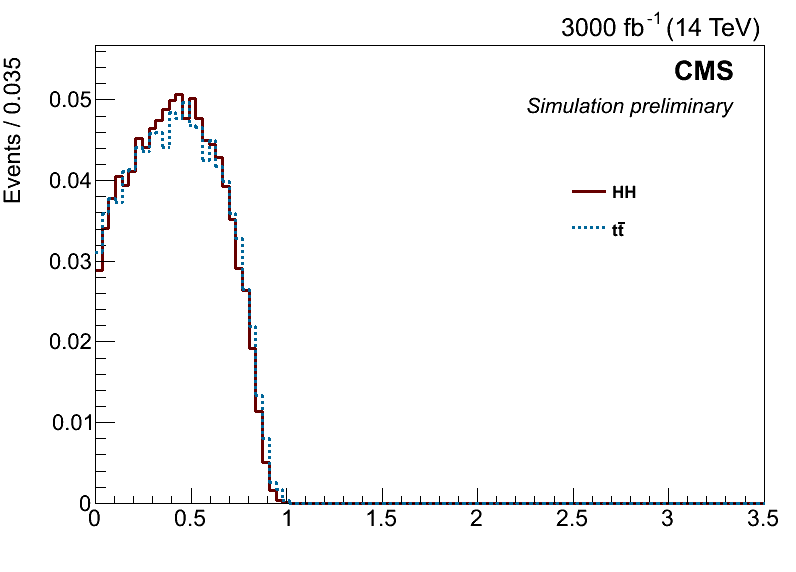 3000 fb⁻¹ (14 TeV)
Events / 0.035
CMS
Simulation preliminary
HH
tt̄
0.05
0.04
0.03
0.02
0.01
0
0 0.5 1 1.5 2 2.5 3 3.5